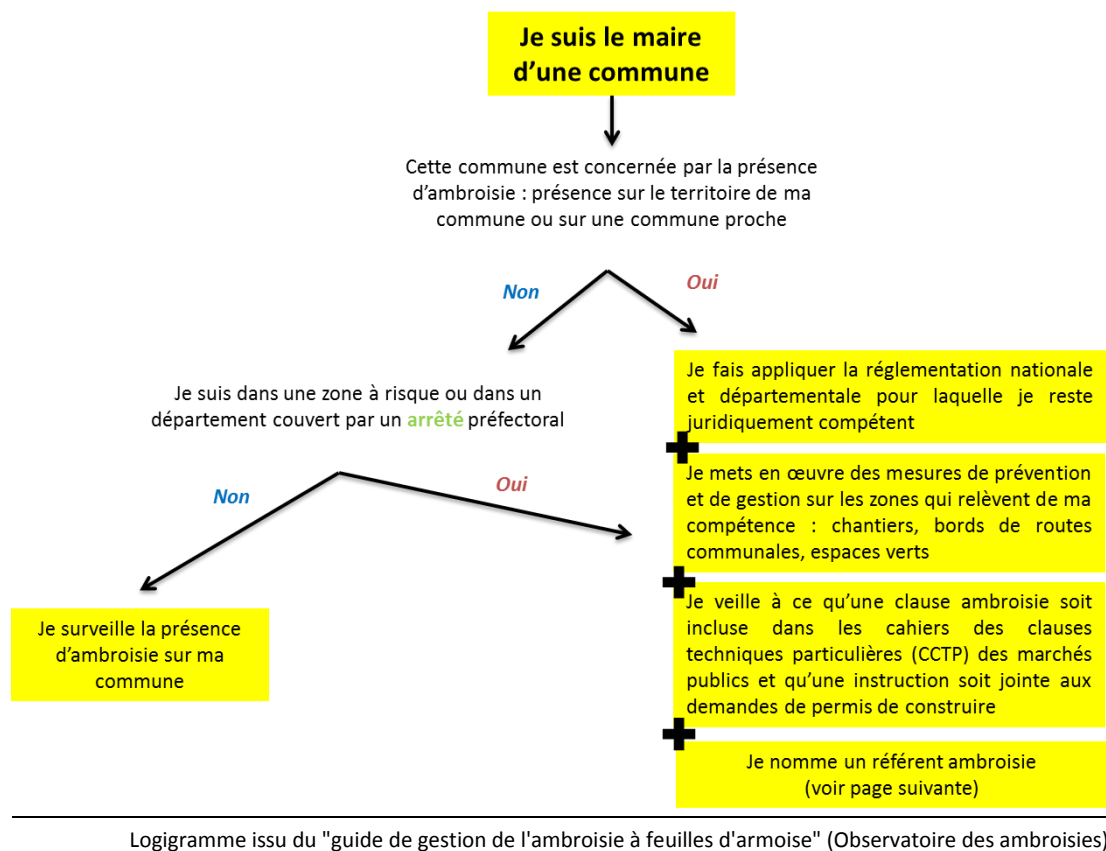 Je suis le maire
d'une commune
Cette commune est concernée par la présence
d'ambroisie : présence sur le territoire de ma
commune ou sur une commune proche
Non
Oui
Je suis dans une zone à risque ou dans un
département couvert par un arrêté préfectoral
Non
Oui
Je surveille la présence
d'ambroisie sur ma
commune
Je fais appliquer la réglementation nationale
et départementale pour laquelle je reste
juridiquement compétent
Je mets en œuvre des mesures de prévention
et de gestion sur les zones qui relèvent de ma
compétence : chantiers, bords de routes
communales, espaces verts
Je veille à ce qu'une clause ambroisie soit
incluse dans les cahiers des clauses
techniques particulières (CCTP) des marchés
publics et qu'une instruction soit jointe aux
demandes de permis de construire
Je nomme un référent ambroisie
(voir page suivante)
Logigramme issu du "guide de gestion de l'ambroisie à feuilles d'armoise" (Observatoire des ambroisies)